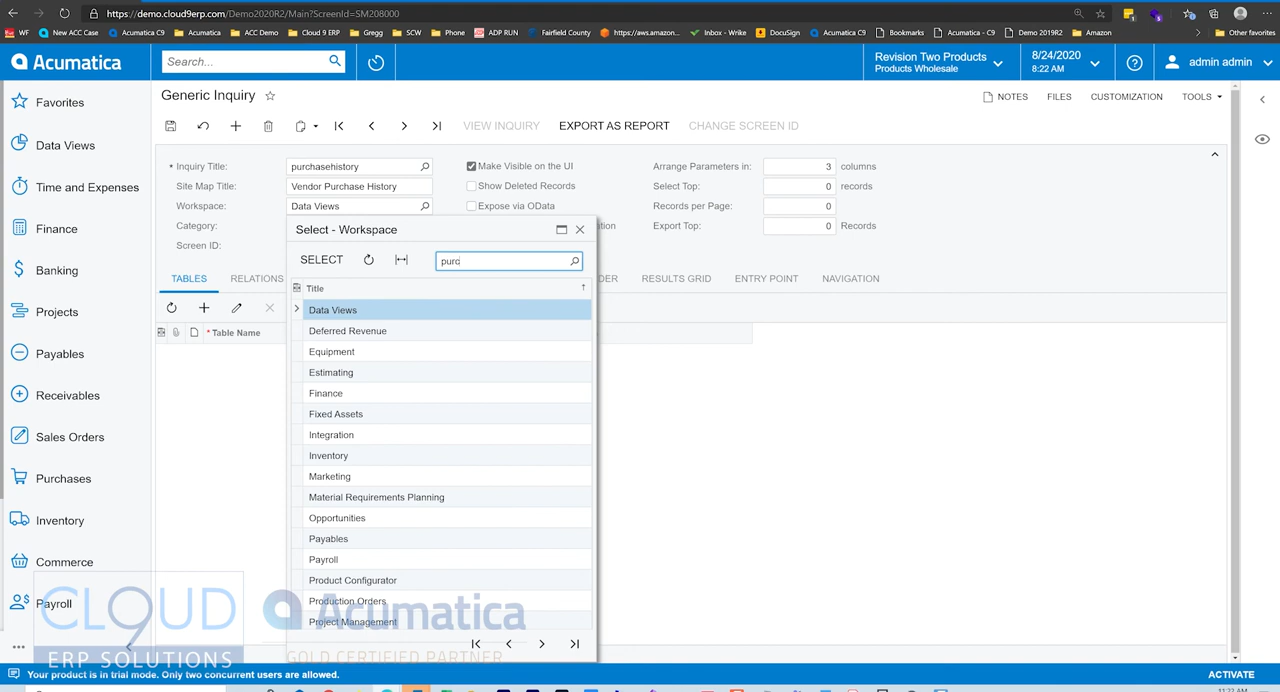 https://demo.cloud9erp.com/Demo2020R2/Main?ScreenId=SM208000
WF New ACC Case Acumatica C9 Acumatica ACC Demo Cloud 9 ERP Gregg SCW Phone ADP RUN Fairfield County https://aws.amazon... Inbox - Wrike DocuSign Acumatica C9 Bookmarks Acumatica - C9 Demo 2019R2 Amazon Other favorites
Acumatica
Search...
Revision Two Products
Products Wholesale
8/24/2020
8:22 AM
admin admin
Generic Inquiry
NOTES FILES CUSTOMIZATION TOOLS
VIEW INQUIRY EXPORT AS REPORT CHANGE SCREEN ID
Favorites
Data Views
Time and Expenses
Finance
Banking
Projects
Payables
Receivables
Sales Orders
Purchases
Inventory
Commerce
Payroll
* Inquiry Title: purchasehistory
Site Map Title: Vendor Purchase History
Workspace: Data Views
Category:
Screen ID:
Make Visible on the UI
Show Deleted Records
Expose via OData
tion
Arrange Parameters in: 3 columns
Select Top: 0 records
Records per Page: 0
Export Top: 0 Records
TABLES RELATIONS DER RESULTS GRID ENTRY POINT NAVIGATION
* Table Name
Select - Workspace
SELECT
purc
Title
Data Views
Deferred Revenue
Equipment
Estimating
Finance
Fixed Assets
Integration
Inventory
Marketing
Material Requirements Planning
Opportunities
Payables
Payroll
Product Configurator
Production Orders
Project Management
CLOUD
ERP SOLUTIONS
Acumatica
GOLD CERTIFIED PARTNER
Your product is in trial mode. Only two concurrent users are allowed.
ACTIVATE